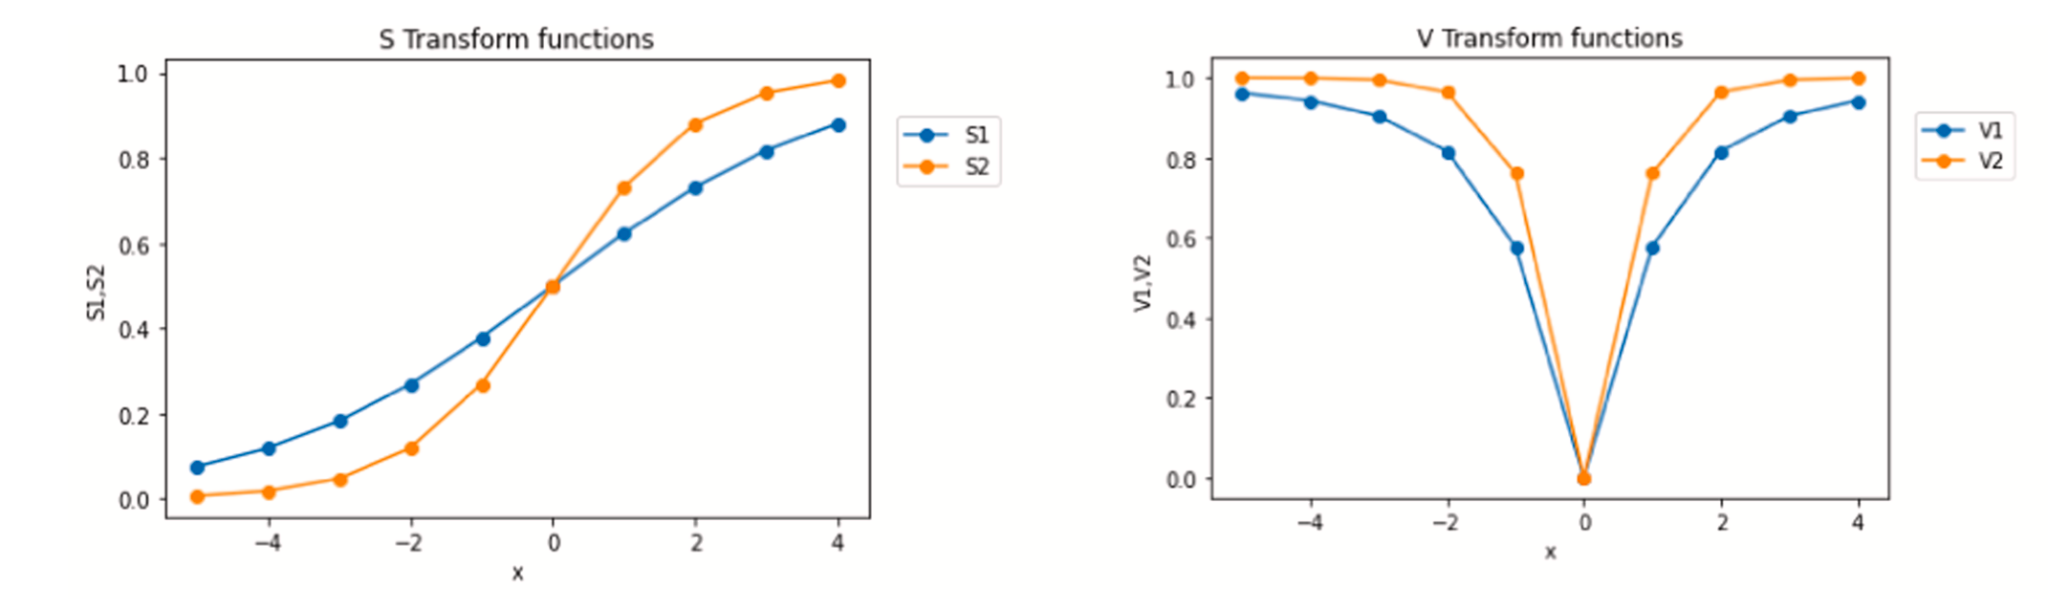 S Transform functions
1.0
0.8
0.6
0.4
0.2
0.0
S1,S2
−4 −2 0 2 4
x
S1
S2
V Transform functions
1.0
0.8
0.6
0.4
0.2
0.0
V1,V2
−4 −2 0 2 4
x
V1
V2